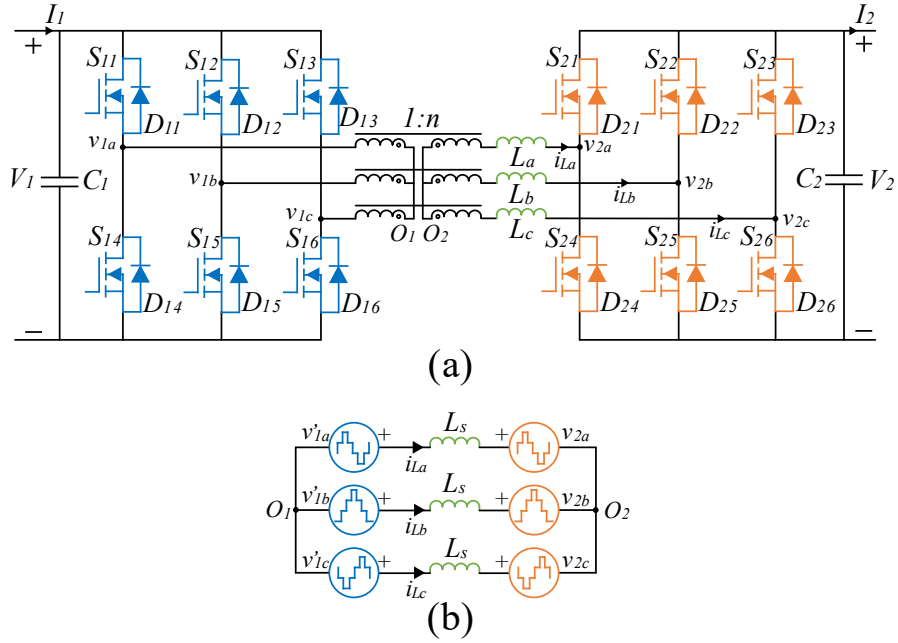 I1 I2
+ +
S11 S12 S13 S21 S22 S23
D11 D12 D13 1:n D21 D22 D23
v1a La iLa v2a
V1 C1 v1b Lb iLb v2b C2 V2
v1c O1 O2 Lc iLc v2c
S14 S15 S16 S24 S25 S26
D14 D15 D16 D24 D25 D26
− −
(a)
v'1a + iLa Ls + v2a
O1 v'1b + iLb Ls + v2b O2
v'1c + iLc Ls + v2c
(b)